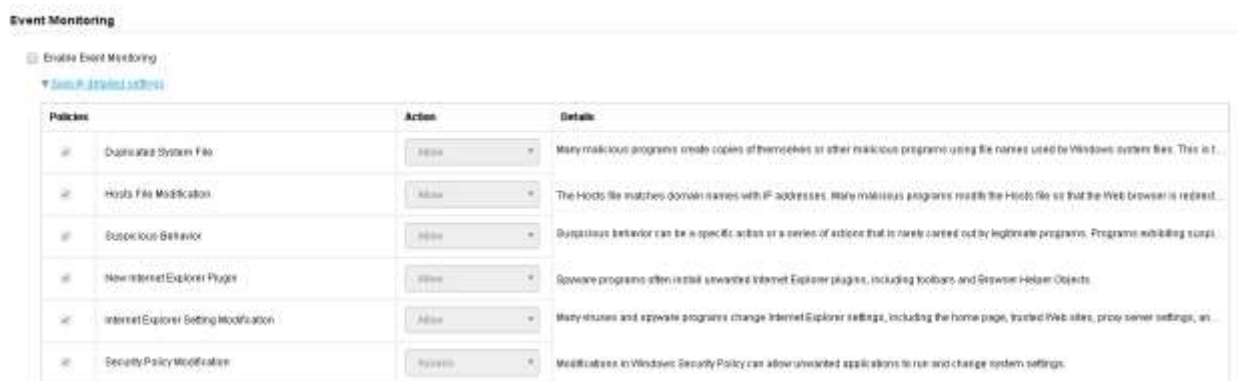 Event Monitoring
Enable Event Monitoring
detailed settings
Policies Action Details
Duplicated System File Allow Many malicious programs create copies of themselves or other malicious programs using file names used by Windows system files. This is t...
Hosts File Modification Allow The Hosts file matches domain names with IP addresses. Many malicious programs modify the Hosts file so that the Web browser is redirect...
Suspicious Behavior Allow Suspicious behavior can be a specific action or a series of actions that is rarely carried out by legitimate programs. Programs exhibiting suspi...
New Internet Explorer Plugin Allow Spyware programs often install unwanted Internet Explorer plugins, including toolbars and Browser Helper Objects.
Internet Explorer Setting Modification Allow Many viruses and spyware programs change Internet Explorer settings, including the home page, trusted Web sites, proxy server settings, an...
Security Policy Modification Modifications in Windows Security Policy can allow unwanted applications to run and change system settings.